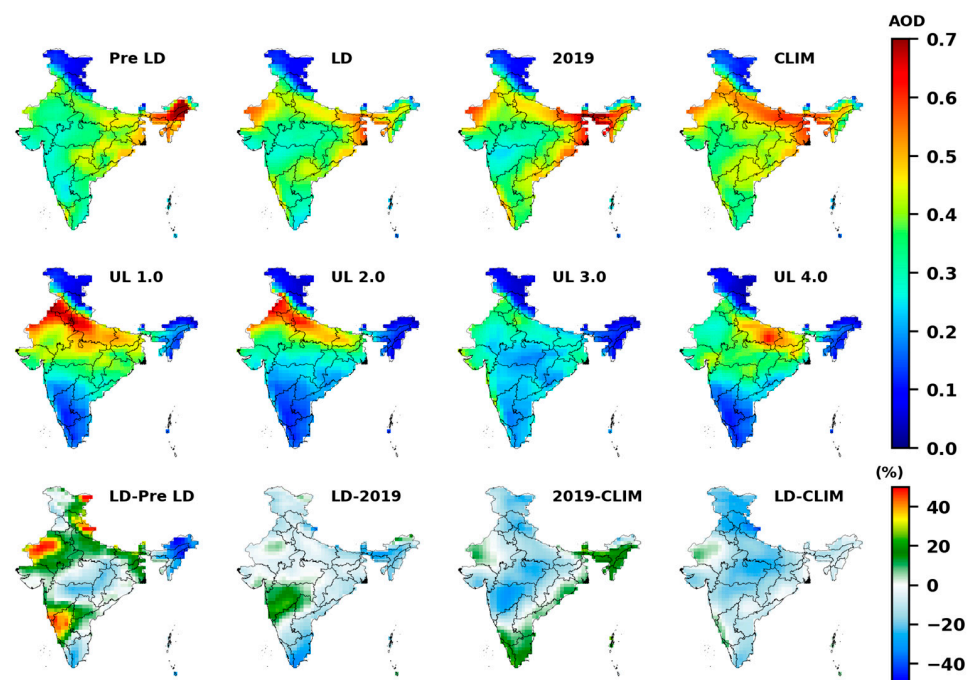 AOD
Pre LD
LD
2019
CLIM
0.7
0.6
0.5
0.4
0.3
0.2
0.1
0.0
UL 1.0
UL 2.0
UL 3.0
UL 4.0
(%)
LD-Pre LD
LD-2019
2019-CLIM
LD-CLIM
40
20
0
−20
−40